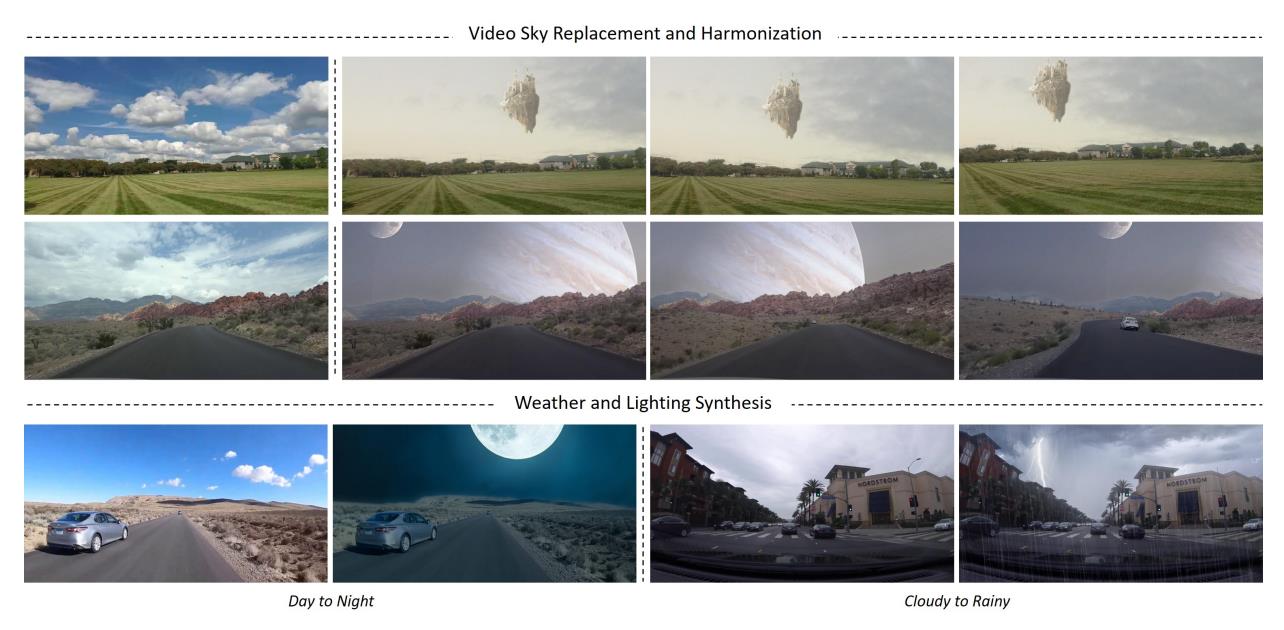 Video Sky Replacement and Harmonization
Weather and Lighting Synthesis
NORDSTROM
NORDSTROM
Day to Night
Cloudy to Rainy